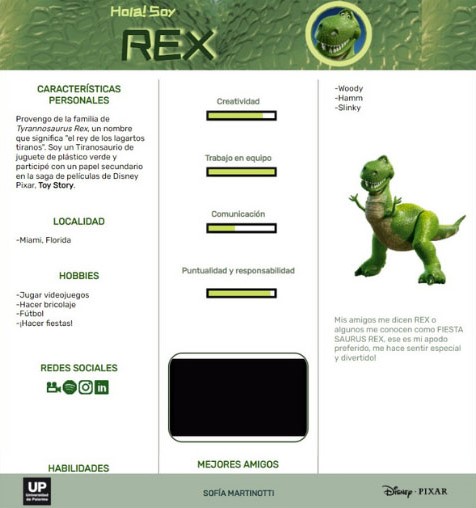 Hola! Soy
REX
CARACTERÍSTICAS
PERSONALES
Provengo de la familia de
Tyrannosaurus Rex, un nombre
que significa "el rey de los lagartos
tiranos". Soy un Tiranosaurio de
juguete de plástico verde y
participó con un papel secundario
en la saga de películas de Disney
Pixar, Toy Story.
LOCALIDAD
-Miami, Florida
HOBBIES
-Jugar videojuegos
-Hacer bricolaje
-Fútbol
-¡Hacer fiestas!
REDES SOCIALES
in
HABILIDADES
Creatividad
Trabajo en equipo
Comunicación
Puntualidad y responsabilidad
MEJORES AMIGOS
-Woody
-Hamm
-Slinky
Mis amigos me dicen REX o
algunos me conocen como FIESTA
SAURUS REX, ese es mi apodo
preferido, me hace sentir especial
y divertido!
UP
Universidad
de Palermo
SOFÍA MARTINOTTI
Disney · PIXAR